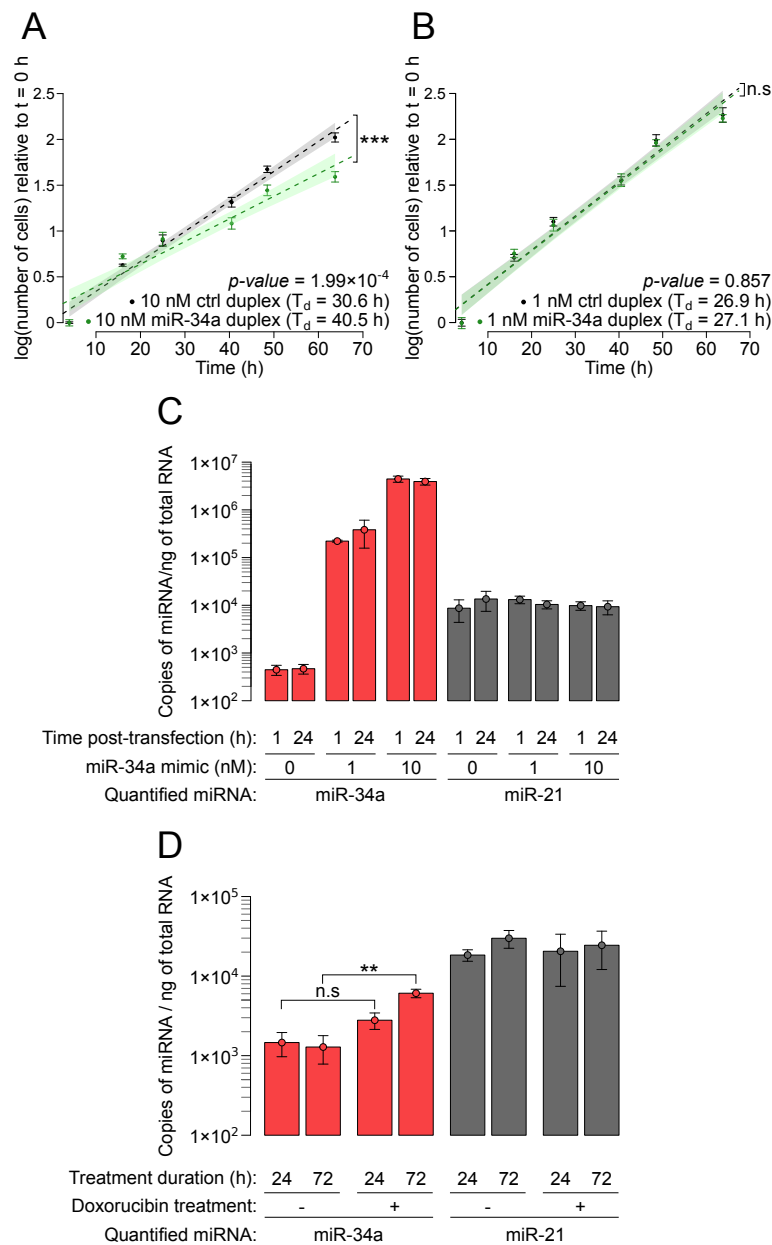 A
log(number of cells) relative to t = 0 h
2.5
2
1.5
1
0.5
0
***
p-value = 1.99×10⁻⁴
10 nM ctrl duplex (T_d = 30.6 h)
10 nM miR-34a duplex (T_d = 40.5 h)
10 20 30 40 50 60 70
Time (h)
B
log(number of cells) relative to t = 0 h
2.5
2
1.5
1
0.5
0
n.s
p-value = 0.857
1 nM ctrl duplex (T_d = 26.9 h)
1 nM miR-34a duplex (T_d = 27.1 h)
10 20 30 40 50 60 70
Time (h)
C
Copies of miRNA/ng of total RNA
1×10⁷
1×10⁶
1×10⁵
1×10⁴
1×10³
1×10²
Time post-transfection (h): 1 24 1 24 1 24 1 24 1 24 1 24
miR-34a mimic (nM): 0 1 10 0 1 10
Quantified miRNA: miR-34a miR-21
D
Copies of miRNA / ng of total RNA
1×10⁵
1×10⁴
1×10³
1×10²
n.s
**
Treatment duration (h): 24 72 24 72 24 72 24 72
Doxorucibin treatment: - + - +
Quantified miRNA: miR-34a miR-21